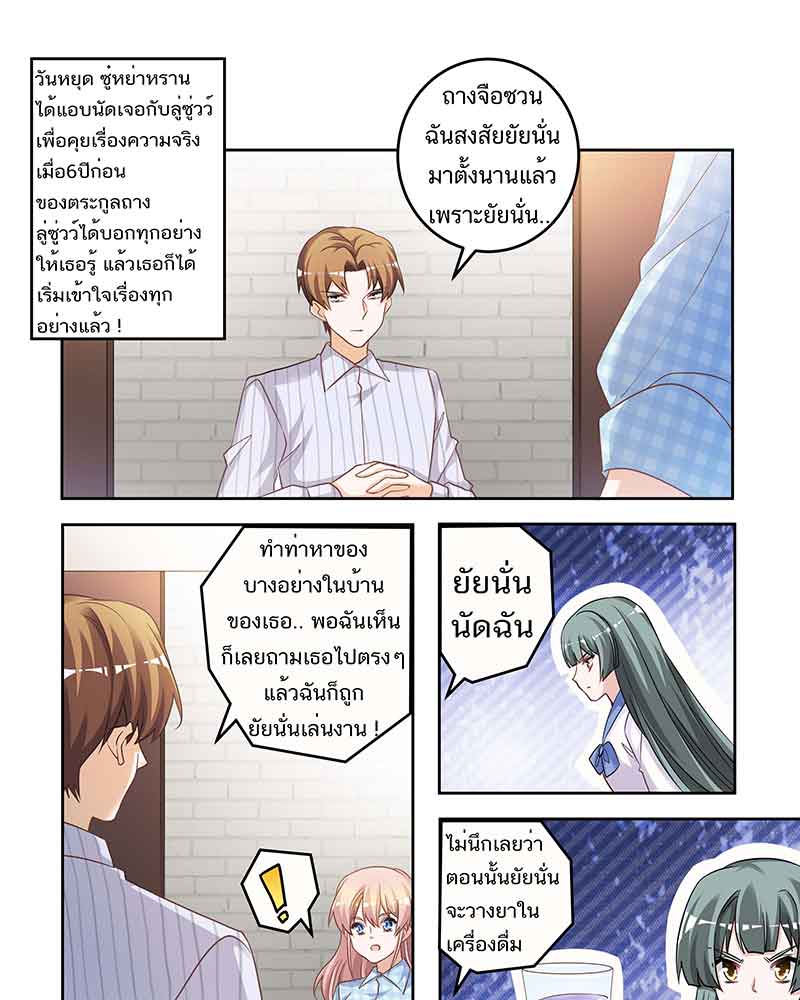 วันหยุด ซู่หย่าหราน
ได้แอบนัดเจอกับลู่ซู่วว์
เพื่อคุยเรื่องความจริง
เมื่อ6ปีก่อน
ของตระกูลถาง
ลู่ซู่วว์ได้บอกทุกอย่าง
ให้เธอรู้ แล้วเธอก็ได้
เริ่มเข้าใจเรื่องทุก
อย่างแล้ว !
ถางจือซวน
ฉันสงสัยยัยนั่น
มาตั้งนานแล้ว
เพราะยัยนั่น..
ทำท่าหาของ
บางอย่างในบ้าน
ของเธอ.. พอฉันเห็น
ก็เลยถามเธอไปตรงๆ
แล้วฉันก็ถูก
ยัยนั่นเล่นงาน !
ยัยนั่น
นัดฉัน
!
ไม่นึกเลยว่า
ตอนนั้นยัยนั่น
จะวางยาใน
เครื่องดื่ม